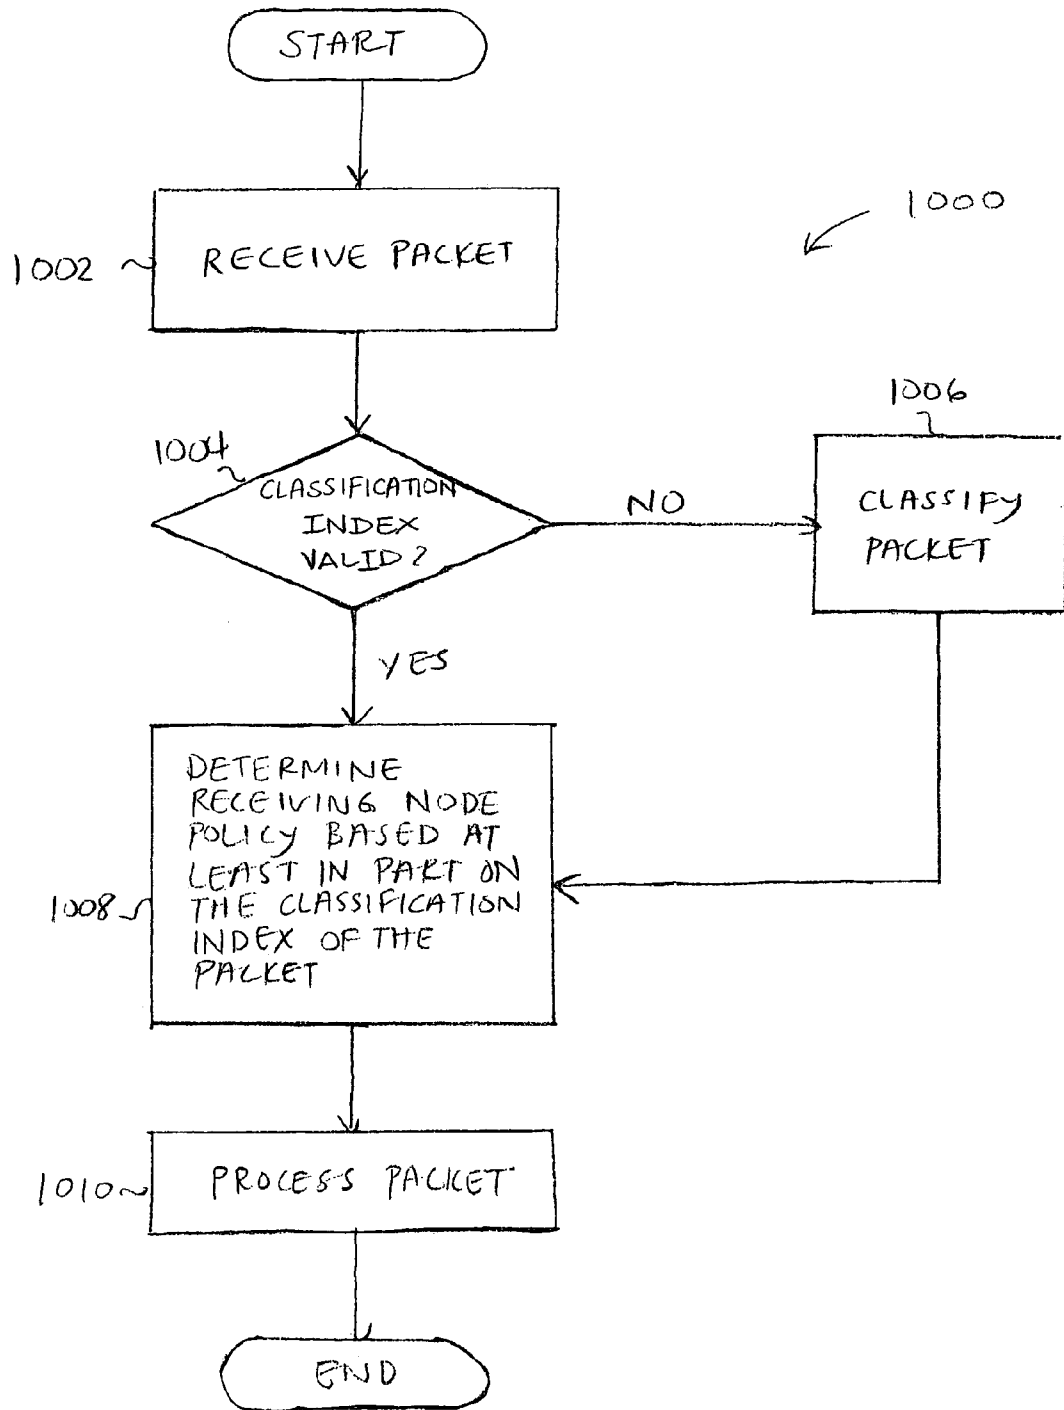 START
1000
1002
RECEIVE PACKET
1006
1004
CLASSIFICATION
INDEX
VALID?
NO
CLASSIFY
PACKET
YES
DETERMINE
RECEIVING NODE
POLICY BASED AT
LEAST IN PART ON
THE CLASSIFICATION
INDEX OF THE
PACKET
1008
1010
PROCESS PACKET
END